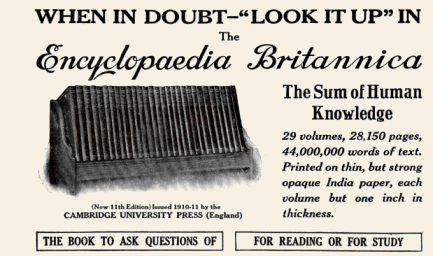 WHEN IN DOUBT—"LOOK IT UP" IN
The
Encyclopaedia Britannica
The Sum of Human
Knowledge
29 volumes, 28,150 pages,
44,000,000 words of text.
Printed on thin, but strong
opaque India paper, each
volume but one inch in
thickness.
(Now 11th Edition) Issued 1910-11 by the
CAMBRIDGE UNIVERSITY PRESS (England)
THE BOOK TO ASK QUESTIONS OF
FOR READING OR FOR STUDY